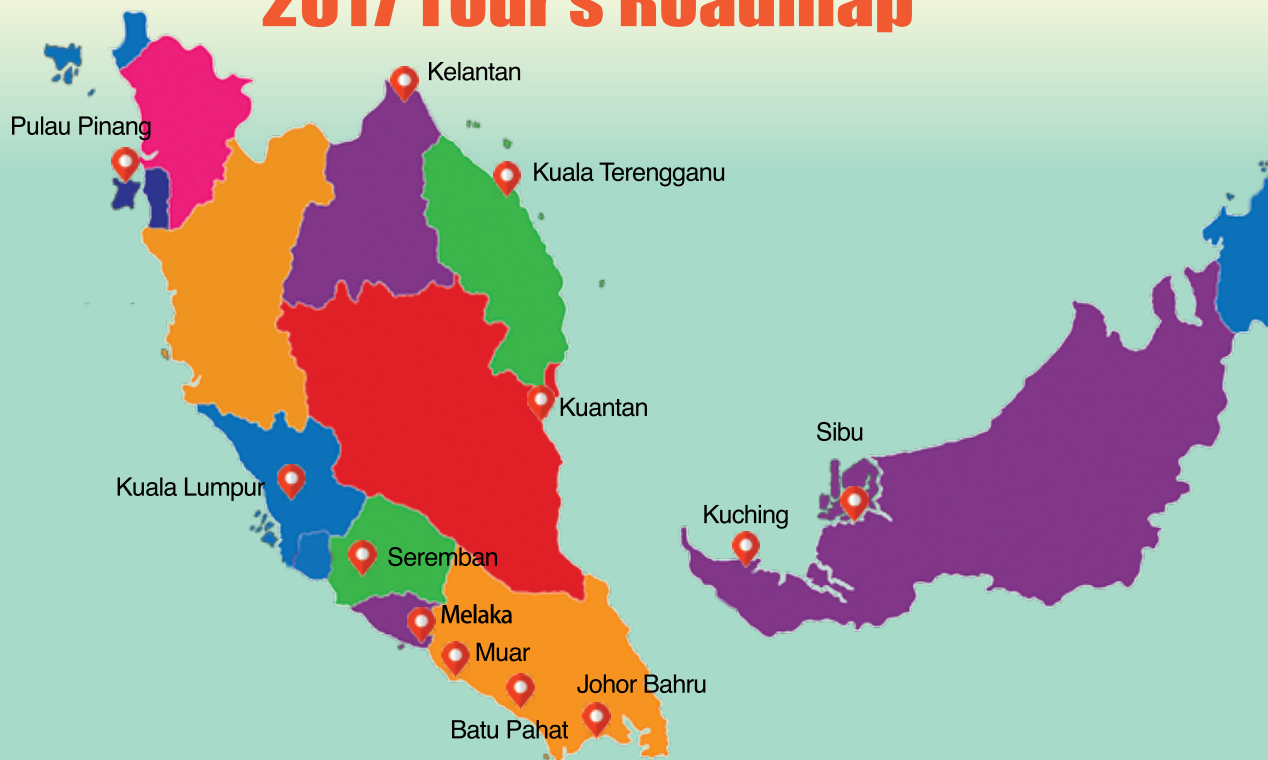 2017 Tour's Roadmap
Kelantan
Pulau Pinang
Kuala Terengganu
Kuantan
Sibu
Kuala Lumpur
Kuching
Seremban
Melaka
Muar
Johor Bahru
Batu Pahat